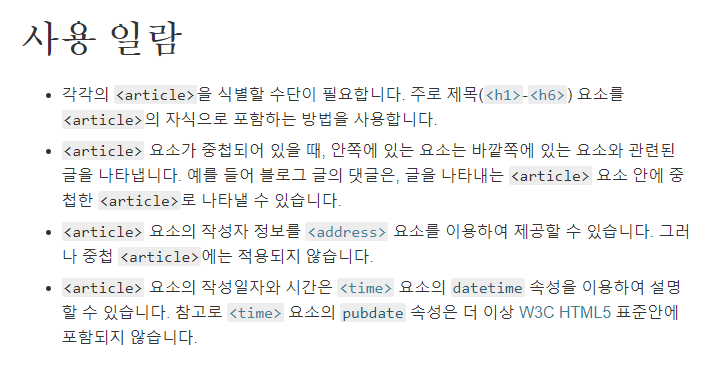 사용 일람
각각의 <article>을 식별할 수단이 필요합니다. 주로 제목(<h1>-<h6>) 요소를
<article>의 자식으로 포함하는 방법을 사용합니다.
<article> 요소가 중첩되어 있을 때, 안쪽에 있는 요소는 바깥쪽에 있는 요소와 관련된
글을 나타냅니다. 예를 들어 블로그 글의 댓글은, 글을 나타내는 <article> 요소 안에 중
첩한 <article>로 나타낼 수 있습니다.
<article> 요소의 작성자 정보를 <address> 요소를 이용하여 제공할 수 있습니다. 그러
나 중첩 <article>에는 적용되지 않습니다.
<article> 요소의 작성일자와 시간은 <time> 요소의 datetime 속성을 이용하여 설명
할 수 있습니다. 참고로 <time> 요소의 pubdate 속성은 더 이상 W3C HTML5 표준안에
포함되지 않습니다.